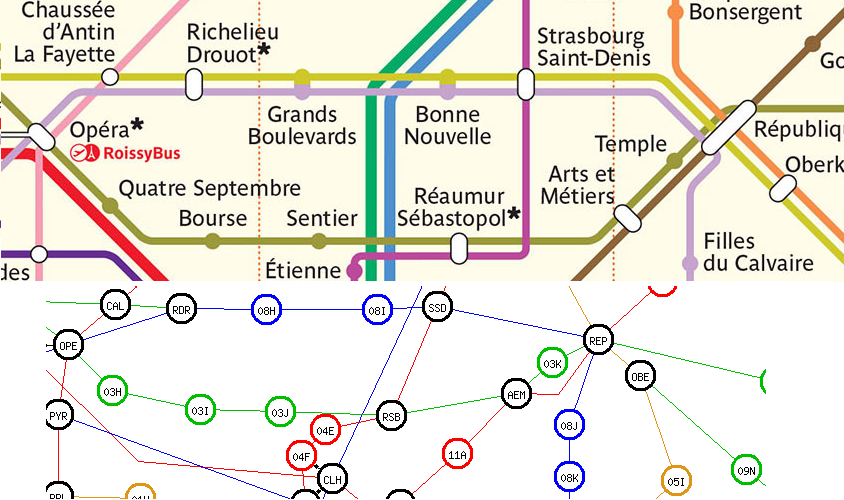 Chaussée
d'Antin
La Fayette
Richelieu
Drouot*
Strasbourg
Saint-Denis
Bonsergent
Go
Grands
Boulevards
Bonne
Nouvelle
Opéra*
RoissyBus
Temple
Républiqu
Oberk
Arts et
Métiers
Quatre Septembre
Bourse
Sentier
Réaumur
Sébastopol*
Filles
du Calvaire
des
Étienne
CAL
RDR
08H
08I
SSD
OPE
REP
03K
OBE
03H
03I
03J
RSB
AEM
PYR
04E
08J
04F
11A
CLH
08K
05I
09N